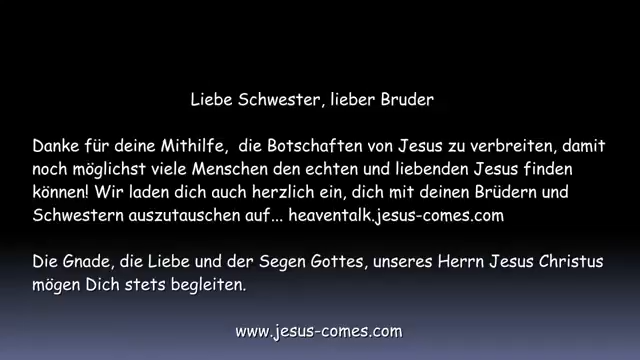 Liebe Schwester, lieber Bruder
Danke für deine Mithilfe, die Botschaften von Jesus zu verbreiten, damit
noch möglichst viele Menschen den echten und liebenden Jesus finden
können! Wir laden dich auch herzlich ein, dich mit deinen Brüdern und
Schwestern auszutauschen auf... heaventalk.jesus-comes.com
Die Gnade, die Liebe und der Segen Gottes, unseres Herrn Jesus Christus
mögen Dich stets begleiten.
www.jesus-comes.com